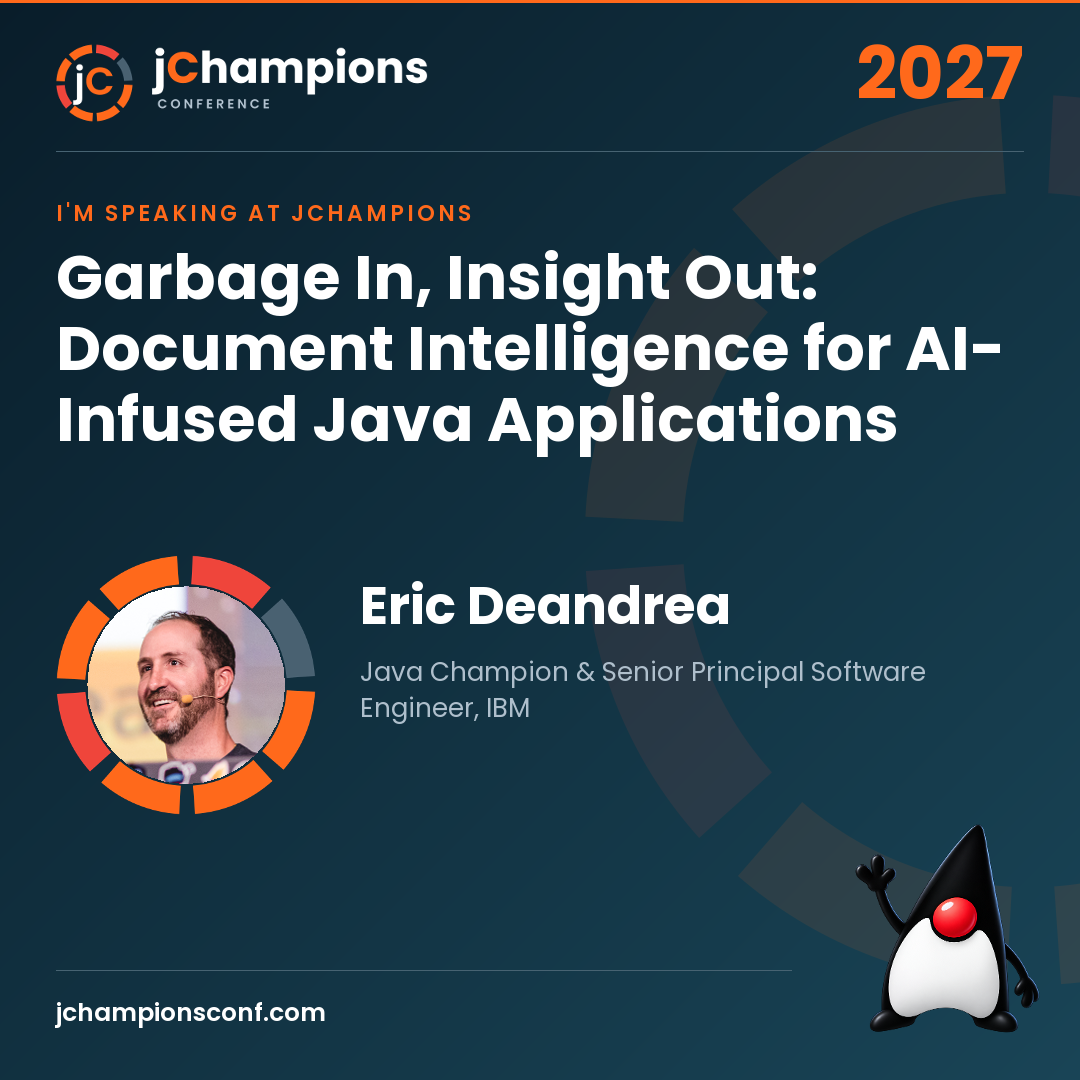 jC
jChampions
CONFERENCE
2027
I'M SPEAKING AT JCHAMPIONS
Garbage In, Insight Out:
Document Intelligence for AI-
Infused Java Applications
Eric Deandrea
Java Champion & Senior Principal Software
Engineer, IBM
jchampionsconf.com